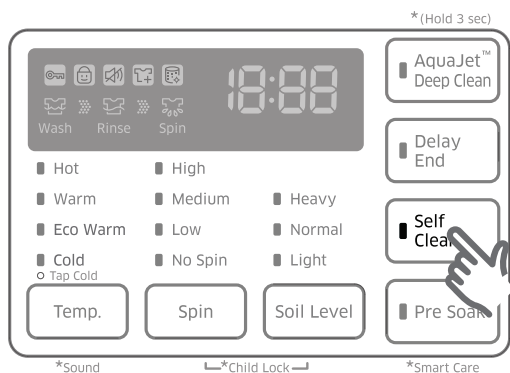 *(Hold 3 sec)
AquaJet™
Deep Clean
18:88
Wash Rinse Spin
Delay
End
Hot High
Warm Medium Heavy
Eco Warm Low Normal
Cold No Spin Light
Tap Cold
Self
Clean
Temp. Spin Soil Level Pre Soak
*Sound *Child Lock *Smart Care